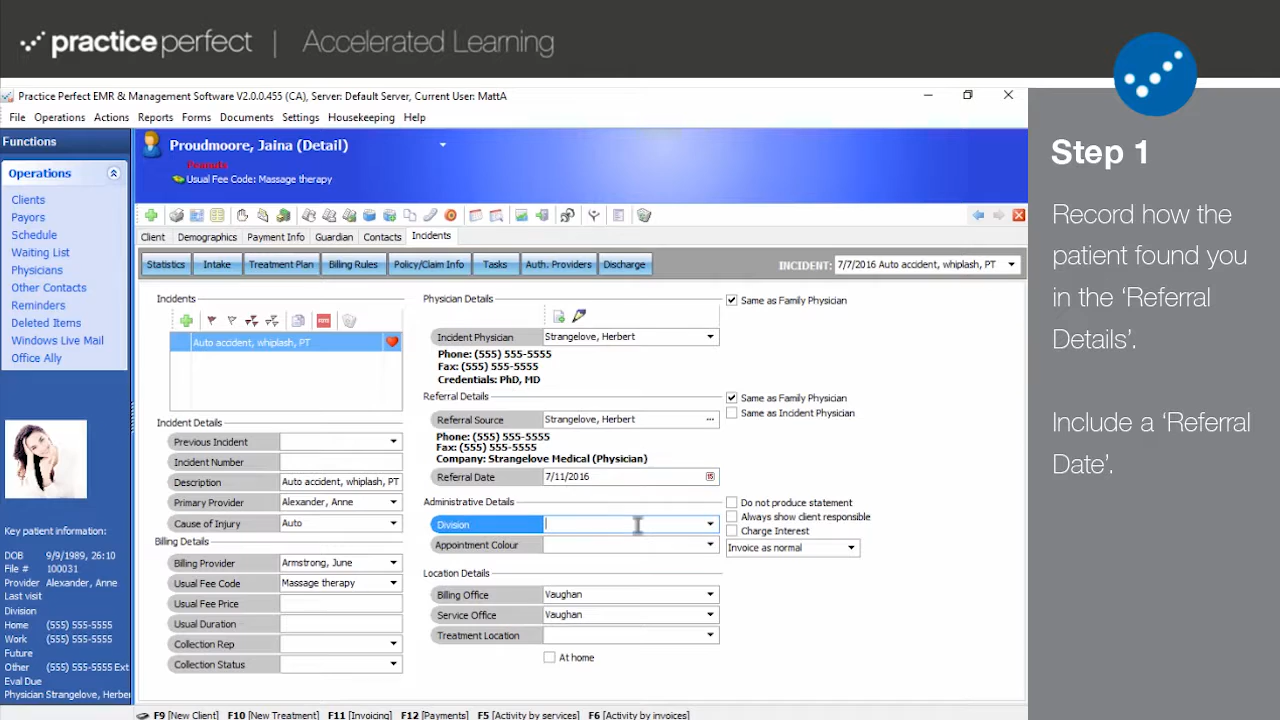 practice perfect | Accelerated Learning
Practice Perfect EMR & Management Software V2.0.0.455 (CA), Server: Default Server, Current User: MattA
File Operations Actions Reports Forms Documents Settings Housekeeping Help
Functions
Operations
Clients
Payors
Schedule
Waiting List
Physicians
Other Contacts
Reminders
Deleted Items
Windows Live Mail
Office Ally
Key patient information:
DOB 9/9/1989, 26:10
File # 100031
Provider Alexander, Anne
Last visit
Division
Home (555) 555-5555
Work (555) 555-5555
Future
Other (555) 555-5555 Ext
Eval Due
Physician Strangelove, Herber
Proudmoore, Jaina (Detail)
Peanuts
Usual Fee Code: Massage therapy
Client Demographics Payment Info Guardian Contacts Incidents
Statistics Intake Treatment Plan Billing Rules Policy/Claim Info Tasks Auth. Providers Discharge INCIDENT: 7/7/2016 Auto accident, whiplash, PT
Incidents
Auto accident, whiplash, PT
Incident Details
Previous Incident
Incident Number
Description Auto accident, whiplash, PT
Primary Provider Alexander, Anne
Cause of Injury Auto
Billing Details
Billing Provider Armstrong, June
Usual Fee Code Massage therapy
Usual Fee Price
Usual Duration
Collection Rep
Collection Status
Physician Details
Same as Family Physician
Incident Physician Strangelove, Herbert
Phone: (555) 555-5555
Fax: (555) 555-5555
Credentials: PhD, MD
Referral Details
Same as Family Physician
Same as Incident Physician
Referral Source Strangelove, Herbert ...
Phone: (555) 555-5555
Fax: (555) 555-5555
Company: Strangelove Medical (Physician)
Referral Date 7/11/2016
Administrative Details
Do not produce statement
Always show client responsible
Charge Interest
Invoice as normal
Division
Appointment Colour
Location Details
Billing Office Vaughan
Service Office Vaughan
Treatment Location
At home
F9 [New Client] F10 [New Treatment] F11 [Invoicing] F12 [Payments] F5 [Activity by services] F6 [Activity by invoices]
Step 1
Record how the
patient found you
in the ‘Referral
Details’.
Include a ‘Referral
Date’.